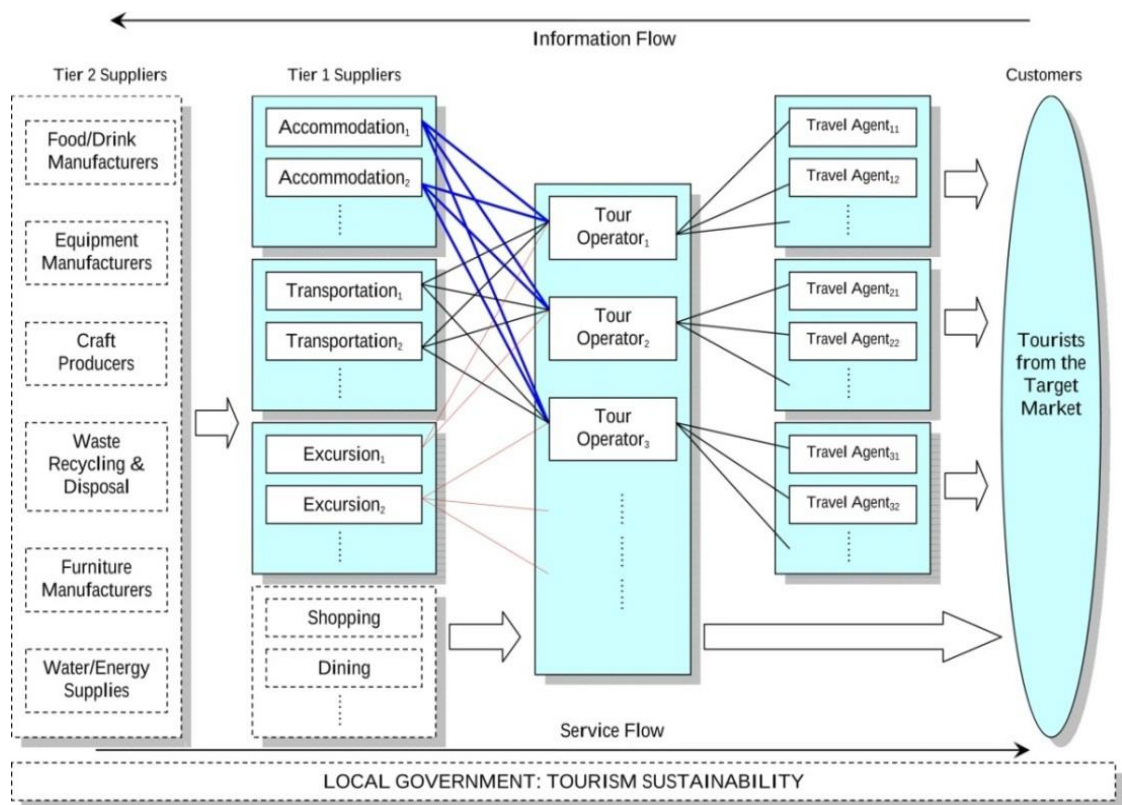 Information Flow
Tier 2 Suppliers
Food/Drink
Manufacturers
Equipment
Manufacturers
Craft
Producers
Waste
Recycling &
Disposal
Furniture
Manufacturers
Water/Energy
Supplies
Tier 1 Suppliers
Accommodation₁
Accommodation₂
Transportation₁
Transportation₂
Excursion₁
Excursion₂
Shopping
Dining
Tour
Operator₁
Tour
Operator₂
Tour
Operator₃
Travel Agent₁₁
Travel Agent₁₂
Travel Agent₂₁
Travel Agent₂₂
Travel Agent₃₁
Travel Agent₃₂
Customers
Tourists
from the
Target
Market
Service Flow
LOCAL GOVERNMENT: TOURISM SUSTAINABILITY